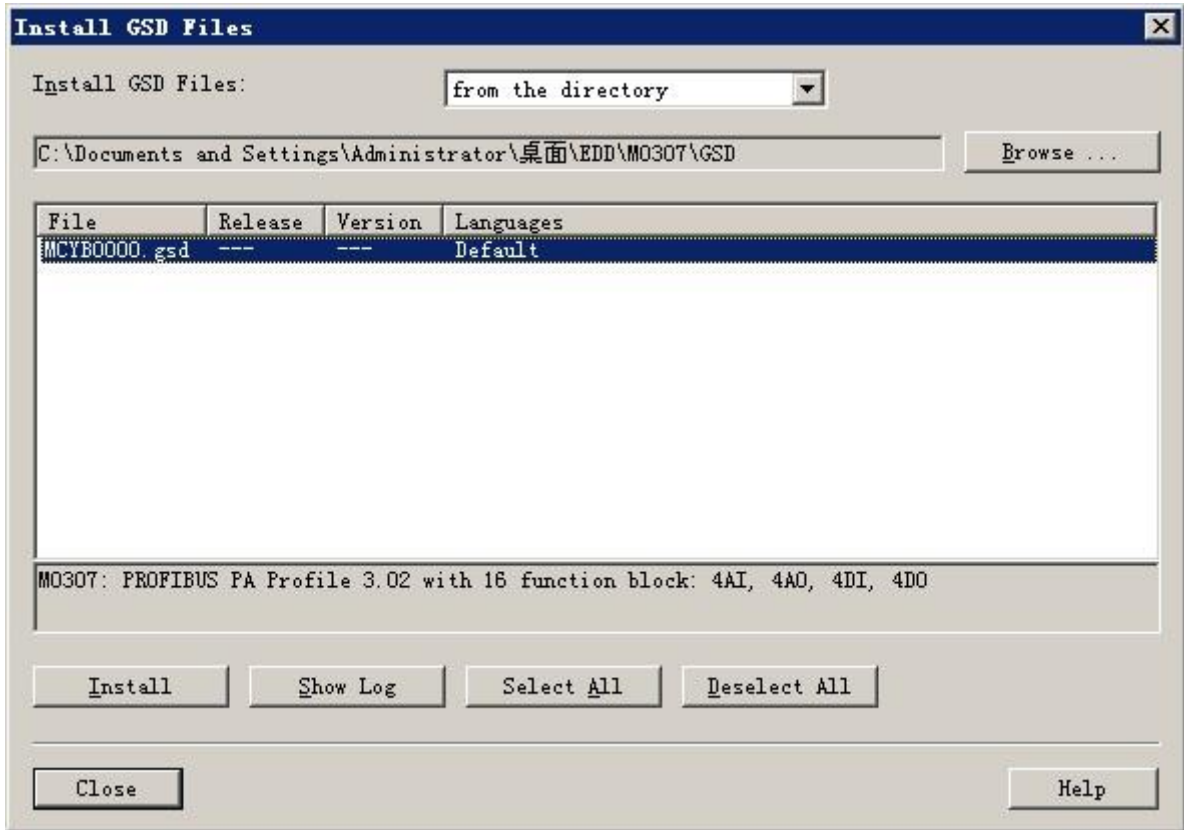 Install GSD Files
Install GSD Files: from the directory
C:\Documents and Settings\Administrator\桌面\EDD\M0307\GSD Browse ...
File Release Version Languages
MCYB0000.gsd --- --- Default
M0307: PROFIBUS PA Profile 3.02 with 16 function block: 4AI, 4AO, 4DI, 4DO
Install Show Log Select All Deselect All
Close Help